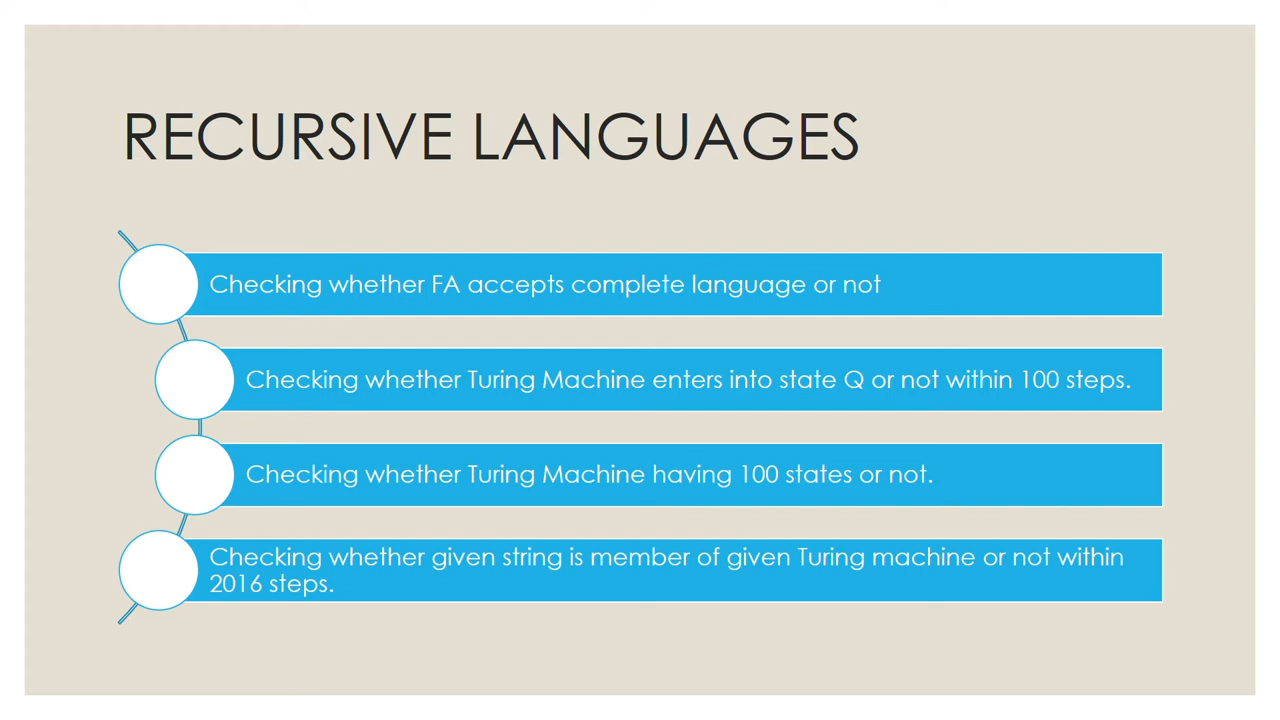 RECURSIVE LANGUAGES
Checking whether FA accepts complete language or not
Checking whether Turing Machine enters into state Q or not within 100 steps.
Checking whether Turing Machine having 100 states or not.
Checking whether given string is member of given Turing machine or not within
2016 steps.